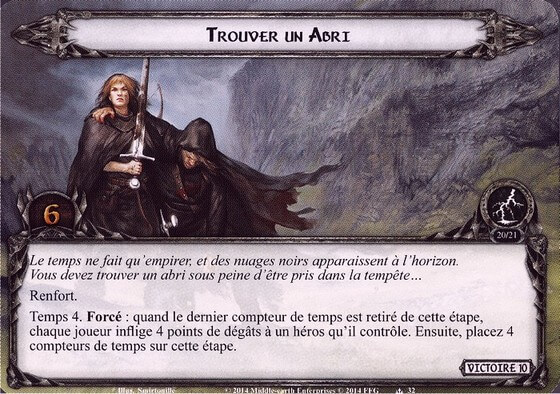 Trouver un Abri
6
20/21
Le temps ne fait qu'empirer, et des nuages noirs apparaissent à l'horizon.
Vous devez trouver un abri sous peine d'être pris dans la tempête…
Renfort.
Temps 4. Forcé : quand le dernier compteur de temps est retiré de cette étape,
chaque joueur inflige 4 points de dégâts à un héros qu'il contrôle. Ensuite, placez 4
compteurs de temps sur cette étape.
VICTOIRE 10
Illus. Smirtouille © 2014 Middle-earth Enterprises © 2014 FFG 32